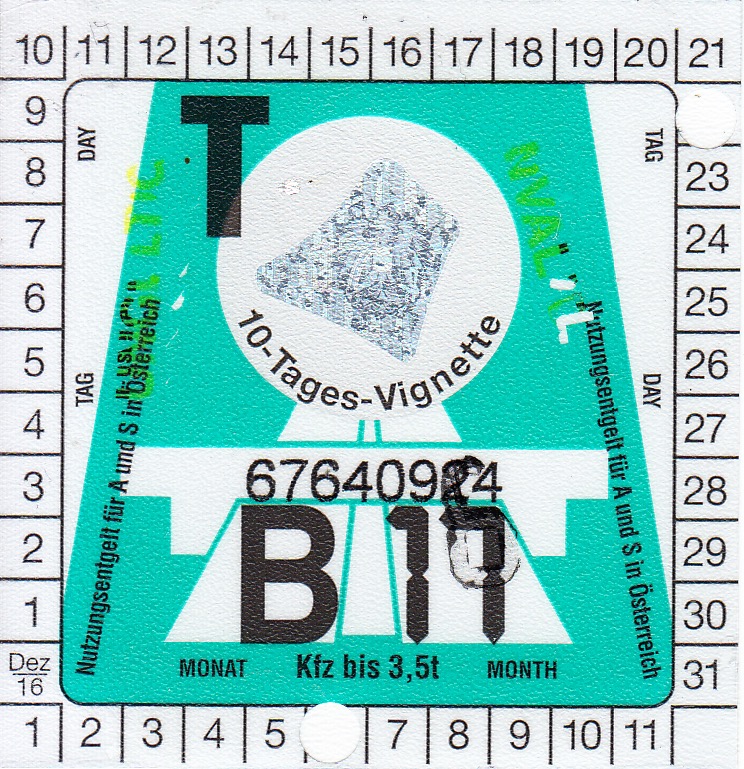 10 11 12 13 14 15 16 17 18 19 20 21
9
8
7
6
5
4
3
2
1
Dez
16
DAY
TAG
TAG
DAY
23
24
25
26
27
28
29
30
31
T
10-Tages-Vignette
Nutzungsentgelt für A und S in Österreich
Nutzungsentgelt für A und S in Österreich
B 17
MONAT Kfz bis 3,5t MONTH
1 2 3 4 5 7 8 9 10 11